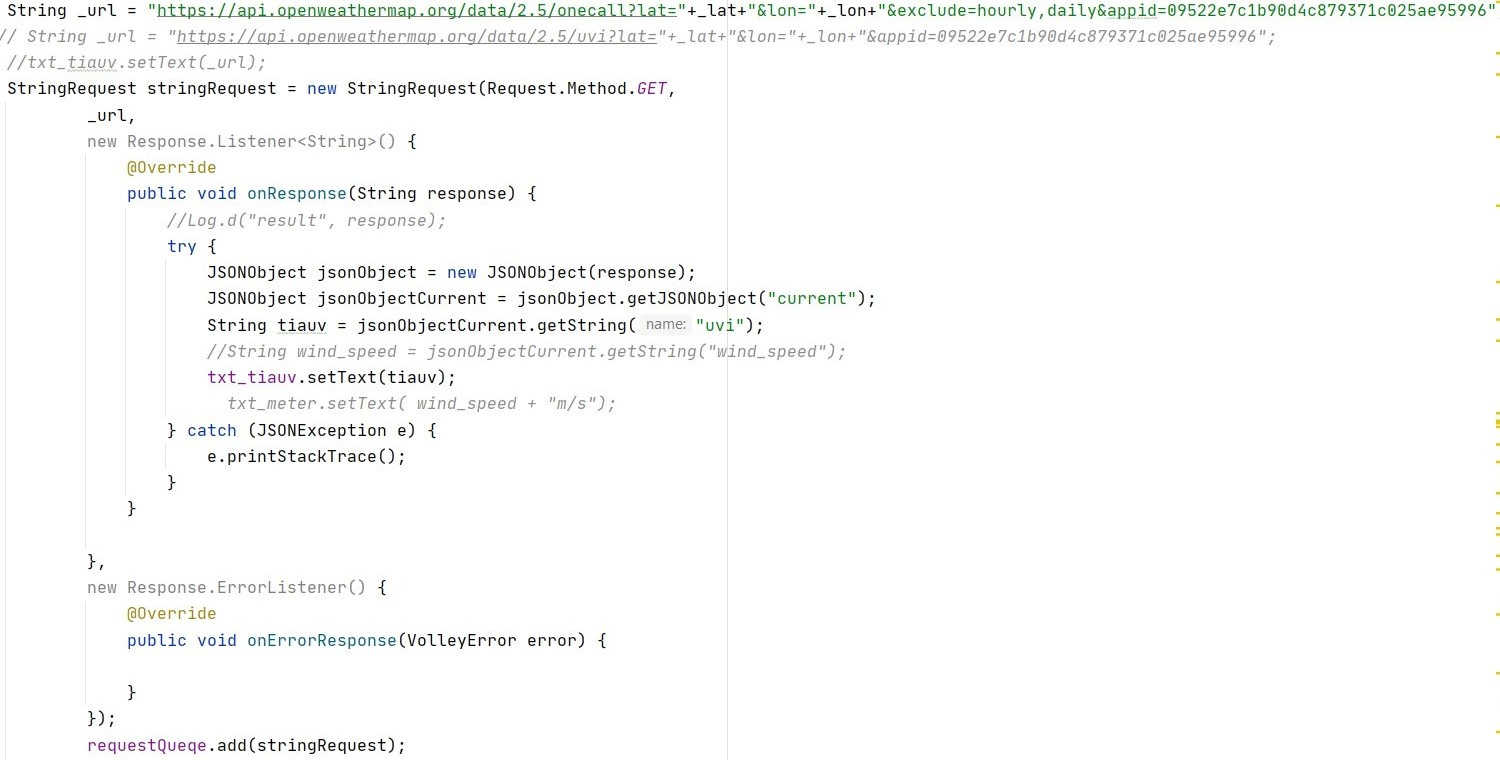 String _url = "https://api.openweathermap.org/data/2.5/onecall?lat="+_lat+"&lon="+_lon+"&exclude=hourly,daily&appid=09522e7c1b90d4c879371c025ae95996"
// String _url = "https://api.openweathermap.org/data/2.5/uvi?lat="+_lat+"&lon="+_lon+"&appid=09522e7c1b90d4c879371c025ae95996";
//txt_tiauv.setText(_url);
StringRequest stringRequest = new StringRequest(Request.Method.GET,
_url,
new Response.Listener<String>() {
@Override
public void onResponse(String response) {
//Log.d("result", response);
try {
JSONObject jsonObject = new JSONObject(response);
JSONObject jsonObjectCurrent = jsonObject.getJSONObject("current");
String tiauv = jsonObjectCurrent.getString( name: "uvi");
//String wind_speed = jsonObjectCurrent.getString("wind_speed");
txt_tiauv.setText(tiauv);
txt_meter.setText( wind_speed + "m/s");
} catch (JSONException e) {
e.printStackTrace();
}
}
},
new Response.ErrorListener() {
@Override
public void onErrorResponse(VolleyError error) {
}
});
requestQueqe.add(stringRequest);